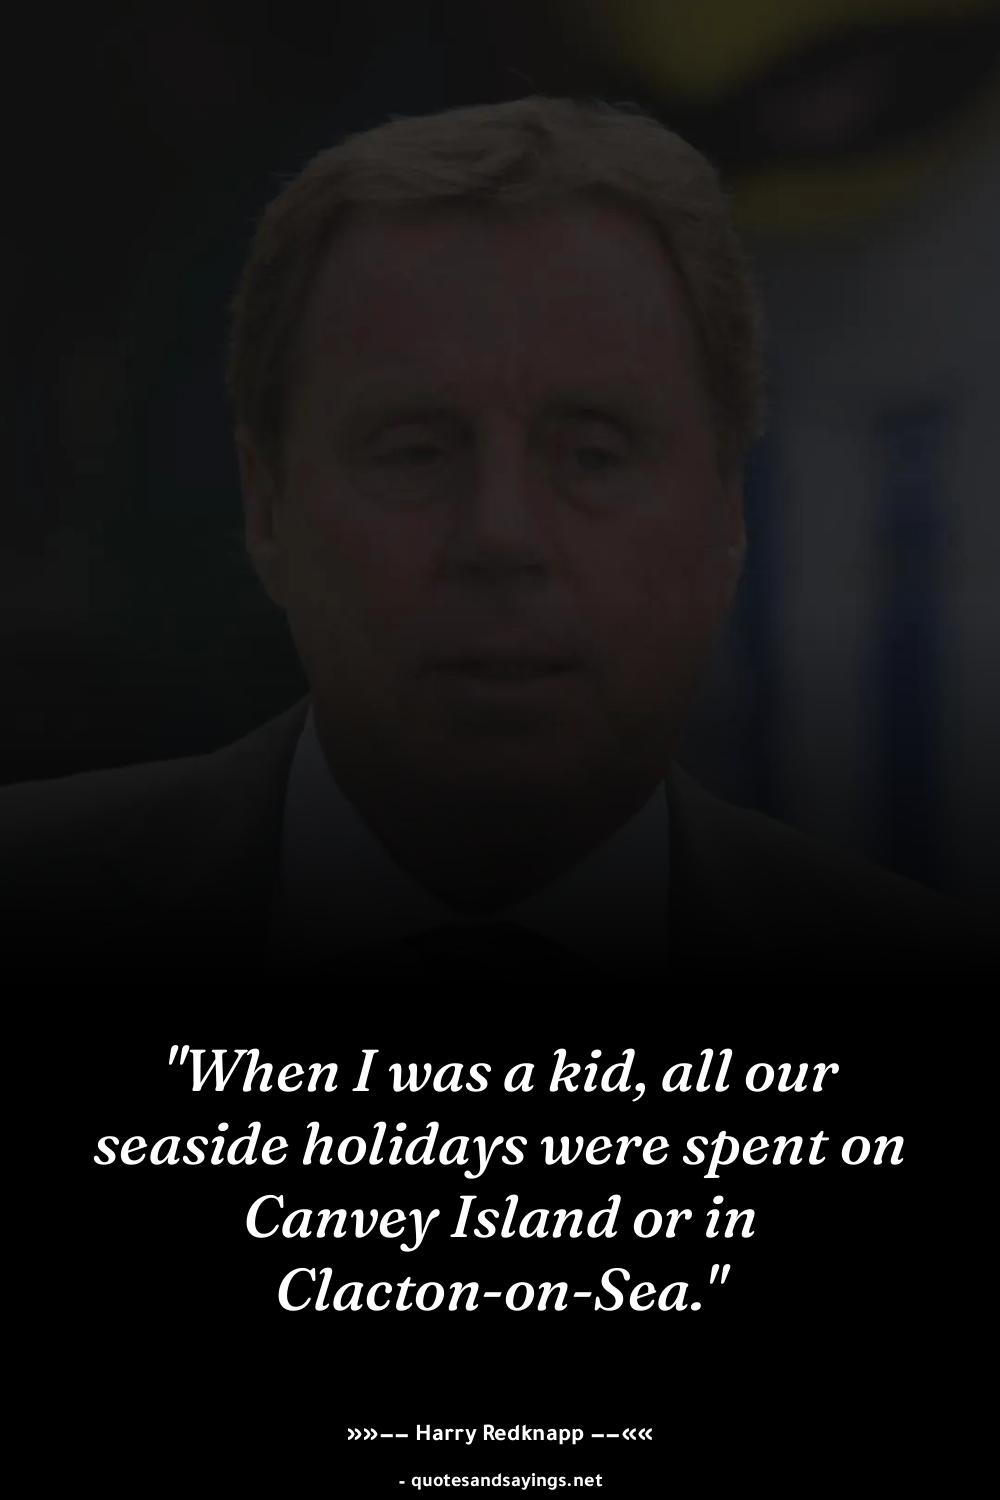 "When I was a kid, all our
seaside holidays were spent on
Canvey Island or in
Clacton-on-Sea."
»»−− Harry Redknapp −−««
- quotesandsayings.net